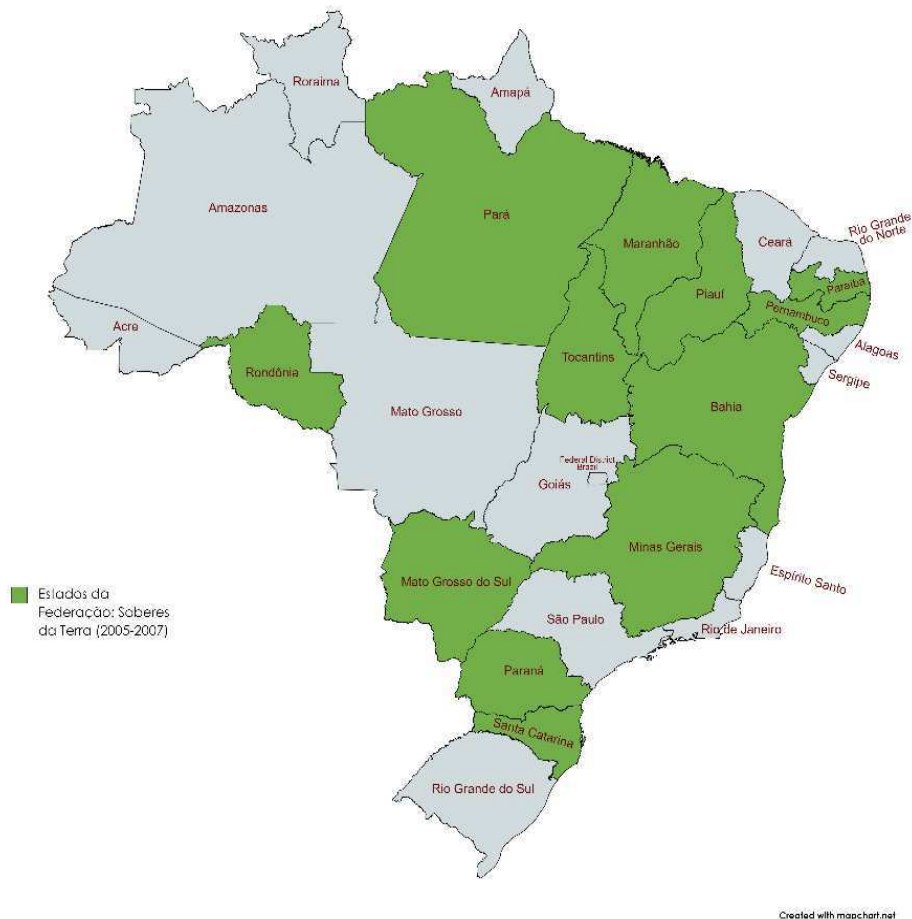 Roraima
Amapá
Amazonas
Pará
Maranhão
Ceará
Rio Grande
do Norte
Piauí
Paraíba
Pernambuco
Acre
Alagoas
Rondônia
Tocantins
Sergipe
Mato Grosso
Bahia
Federal District
Brazil
Goiás
Minas Gerais
Mato Grosso do Sul
Espírito Santo
Estados da
Federação: Saberes
da Terra (2005-2007)
São Paulo
Rio de Janeiro
Paraná
Santa Catarina
Rio Grande do Sul
Created with mapchart.net